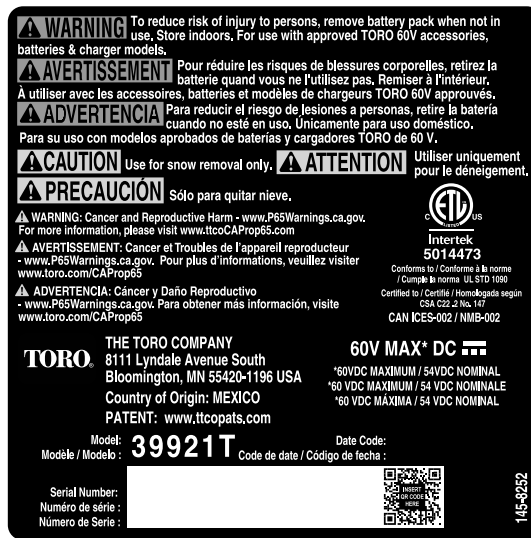 WARNING To reduce risk of injury to persons, remove battery pack when not in
use. Store indoors. For use with approved TORO 60V accessories,
batteries & charger models.
AVERTISSEMENT Pour réduire les risques de blessures corporelles, retirez la
batterie quand vous ne l'utilisez pas. Remiser à l'intérieur.
À utiliser avec les accessoires, batteries et modèles de chargeurs TORO 60V approuvés.
ADVERTENCIA Para reducir el riesgo de lesiones a personas, retire la batería
cuando no esté en uso. Únicamente para uso doméstico.
Para su uso con modelos aprobados de baterías y cargadores TORO de 60 V.
CAUTION Use for snow removal only. ATTENTION Utiliser uniquement
pour le déneigement.
PRECAUCIÓN Sólo para quitar nieve.
WARNING: Cancer and Reproductive Harm - www.P65Warnings.ca.gov.
For more information, please visit www.ttcoCAProp65.com
AVERTISSEMENT: Cancer et Troubles de l'appareil reproducteur
- www.P65Warnings.ca.gov. Pour plus d'informations, veuillez visiter
www.toro.com/CAProp65
ADVERTENCIA: Cáncer y Daño Reproductivo
- www.P65Warnings.ca.gov. Para obtener más información, visite
www.toro.com/CAProp65
C ETL US
LISTED
Intertek
5014473
Conforms to / Conforme à la norme
/ Cumple la norma UL STD 1090
Certified to / Certifié / Homologada según
CSA C22 .2 No. 147
CAN ICES-002 / NMB-002
TORO.
THE TORO COMPANY
8111 Lyndale Avenue South
Bloomington, MN 55420-1196 USA
Country of Origin: MEXICO
PATENT: www.ttcopats.com
60V MAX* DC
*60VDC MAXIMUM / 54VDC NOMINAL
*60 VDC MAXIMUM / 54 VDC NOMINALE
*60 VDC MÁXIMA / 54 VDC NOMINAL
Model:
Modèle / Modelo : 39921T
Date Code:
Code de date / Código de fecha :
Serial Number:
Numéro de série :
Número de Serie :
INSERT
QR CODE
HERE
145-8252